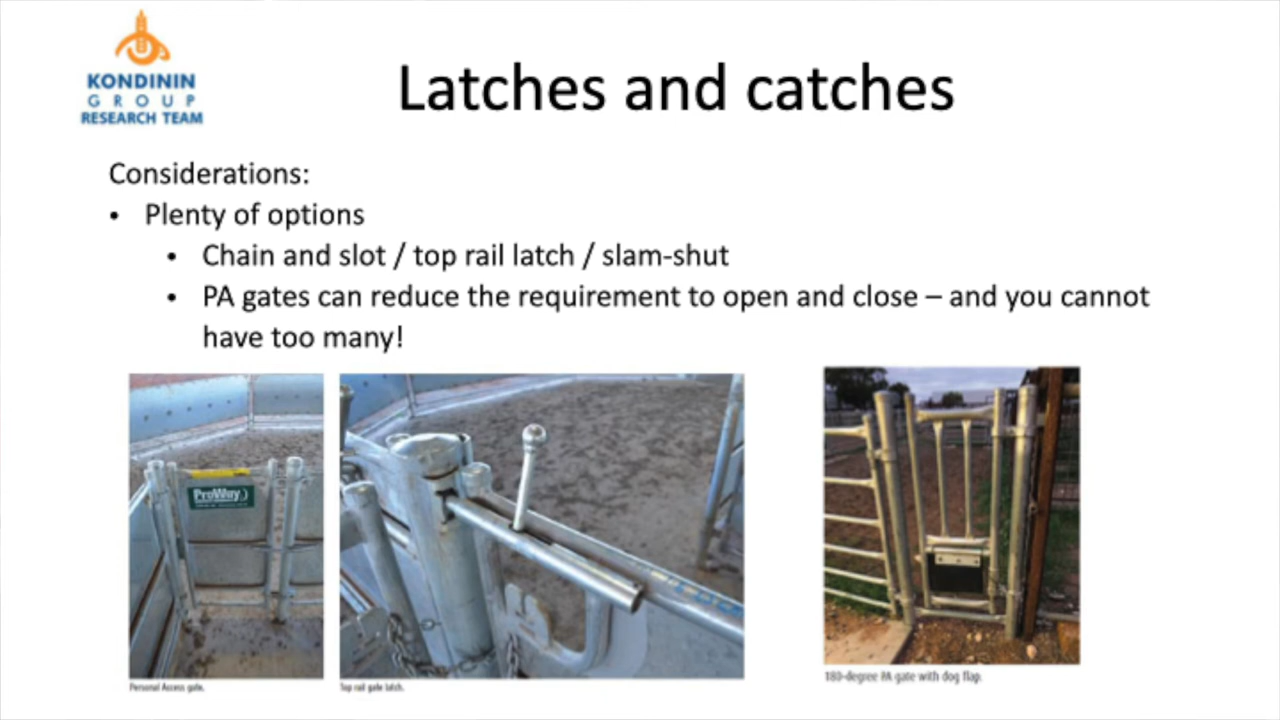 KONDININ
GROUP
RESEARCH TEAM
Latches and catches
Considerations:
• Plenty of options
• Chain and slot / top rail latch / slam-shut
• PA gates can reduce the requirement to open and close – and you cannot
have too many!
ProWay
Personal Access gate.
Top rail gate latch.
180-degree PA gate with dog flap.